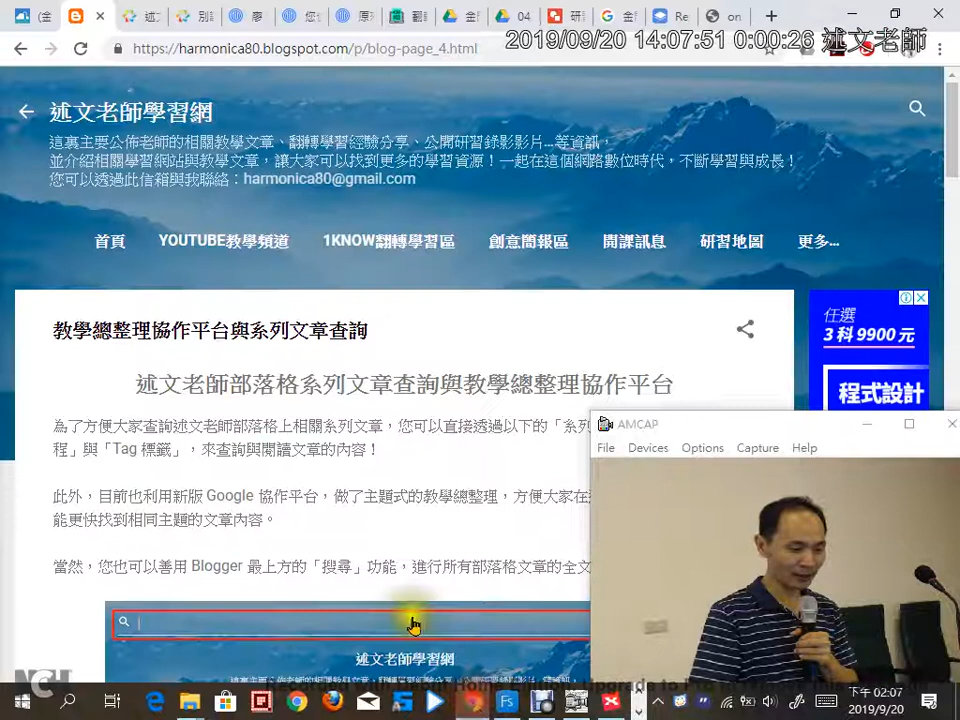 述
別
廖
您
原
翻
金
04
研
金
Re
on
https://harmonica80.blogspot.com/p/blog-page_4.html
2019/09/20 14:07:51 0:00:26 述文老師
述文老師學習網
這裏主要公佈老師的相關教學文章、翻轉學習經驗分享、公開研習錄影影片...等資訊，
並介紹相關學習網站與教學文章，讓大家可以找到更多的學習資源！一起在這個網路數位時代，不斷學習與成長！
您可以透過此信箱與我聯絡：harmonica80@gmail.com
首頁 YOUTUBE教學頻道 1KNOW翻轉學習區 創意簡報區 開課訊息 研習地圖 更多...
教學總整理協作平台與系列文章查詢
任選
3 科 9900 元
程式設計
述文老師部落格系列文章查詢與教學總整理協作平台
為了方便大家查詢述文老師部落格上相關系列文章，您可以直接透過以下的「系列
程」與「Tag 標籤」，來查詢與閱讀文章的內容！
此外，目前也利用新版 Google 協作平台，做了主題式的教學總整理，方便大家在
能更快找到相同主題的文章內容。
當然，您也可以善用 Blogger 最上方的「搜尋」功能，進行所有部落格文章的全文
述文老師學習網
AMCAP
File Devices Options Capture Help
NCH
下午 02:07
2019/9/20